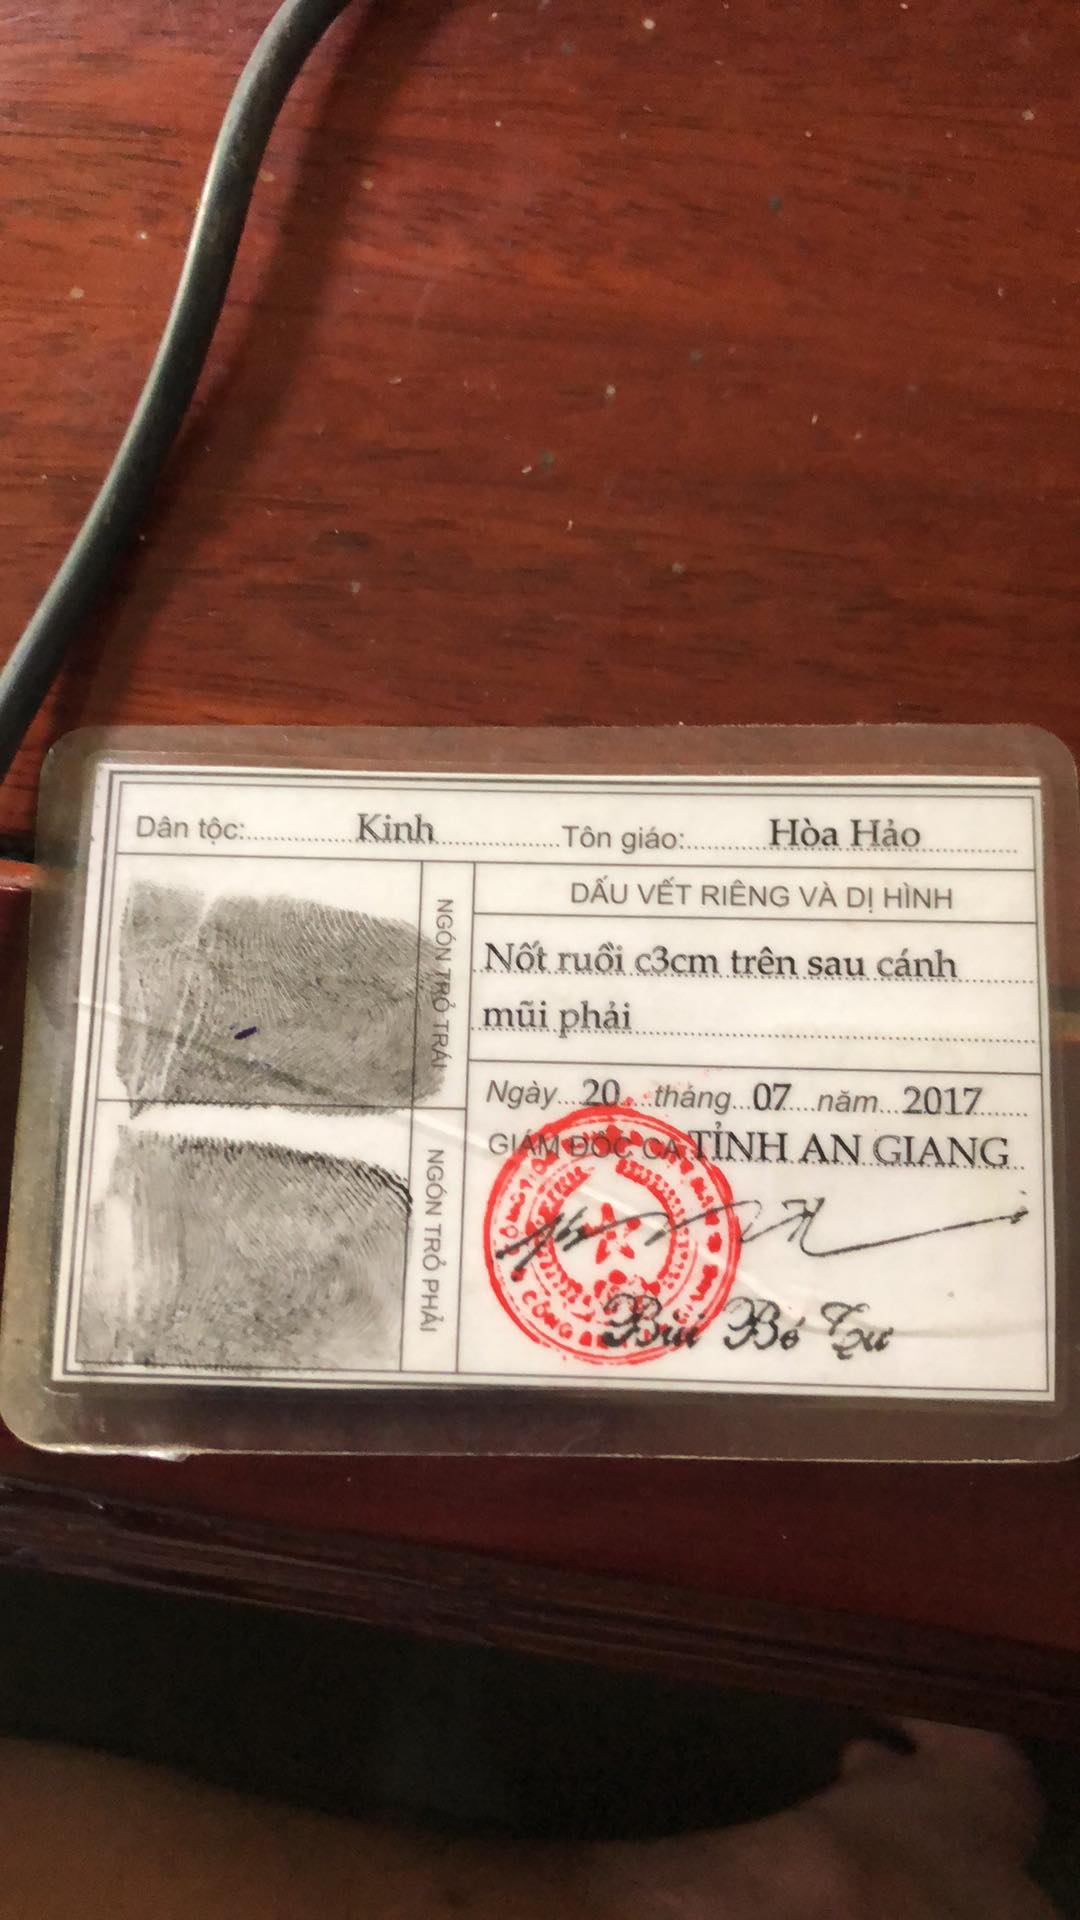 Dân tộc: Kinh Tôn giáo: Hòa Hảo
NGÓN TRỎ TRÁI
DẤU VẾT RIÊNG VÀ DỊ HÌNH
Nốt ruồi c3cm trên sau cánh
mũi phải
Ngày 20 tháng 07 năm 2017
GIÁM ĐỐC CA TỈNH AN GIANG
NGÓN TRỎ PHẢI
CÔNG AN
Bùi Bé Tư